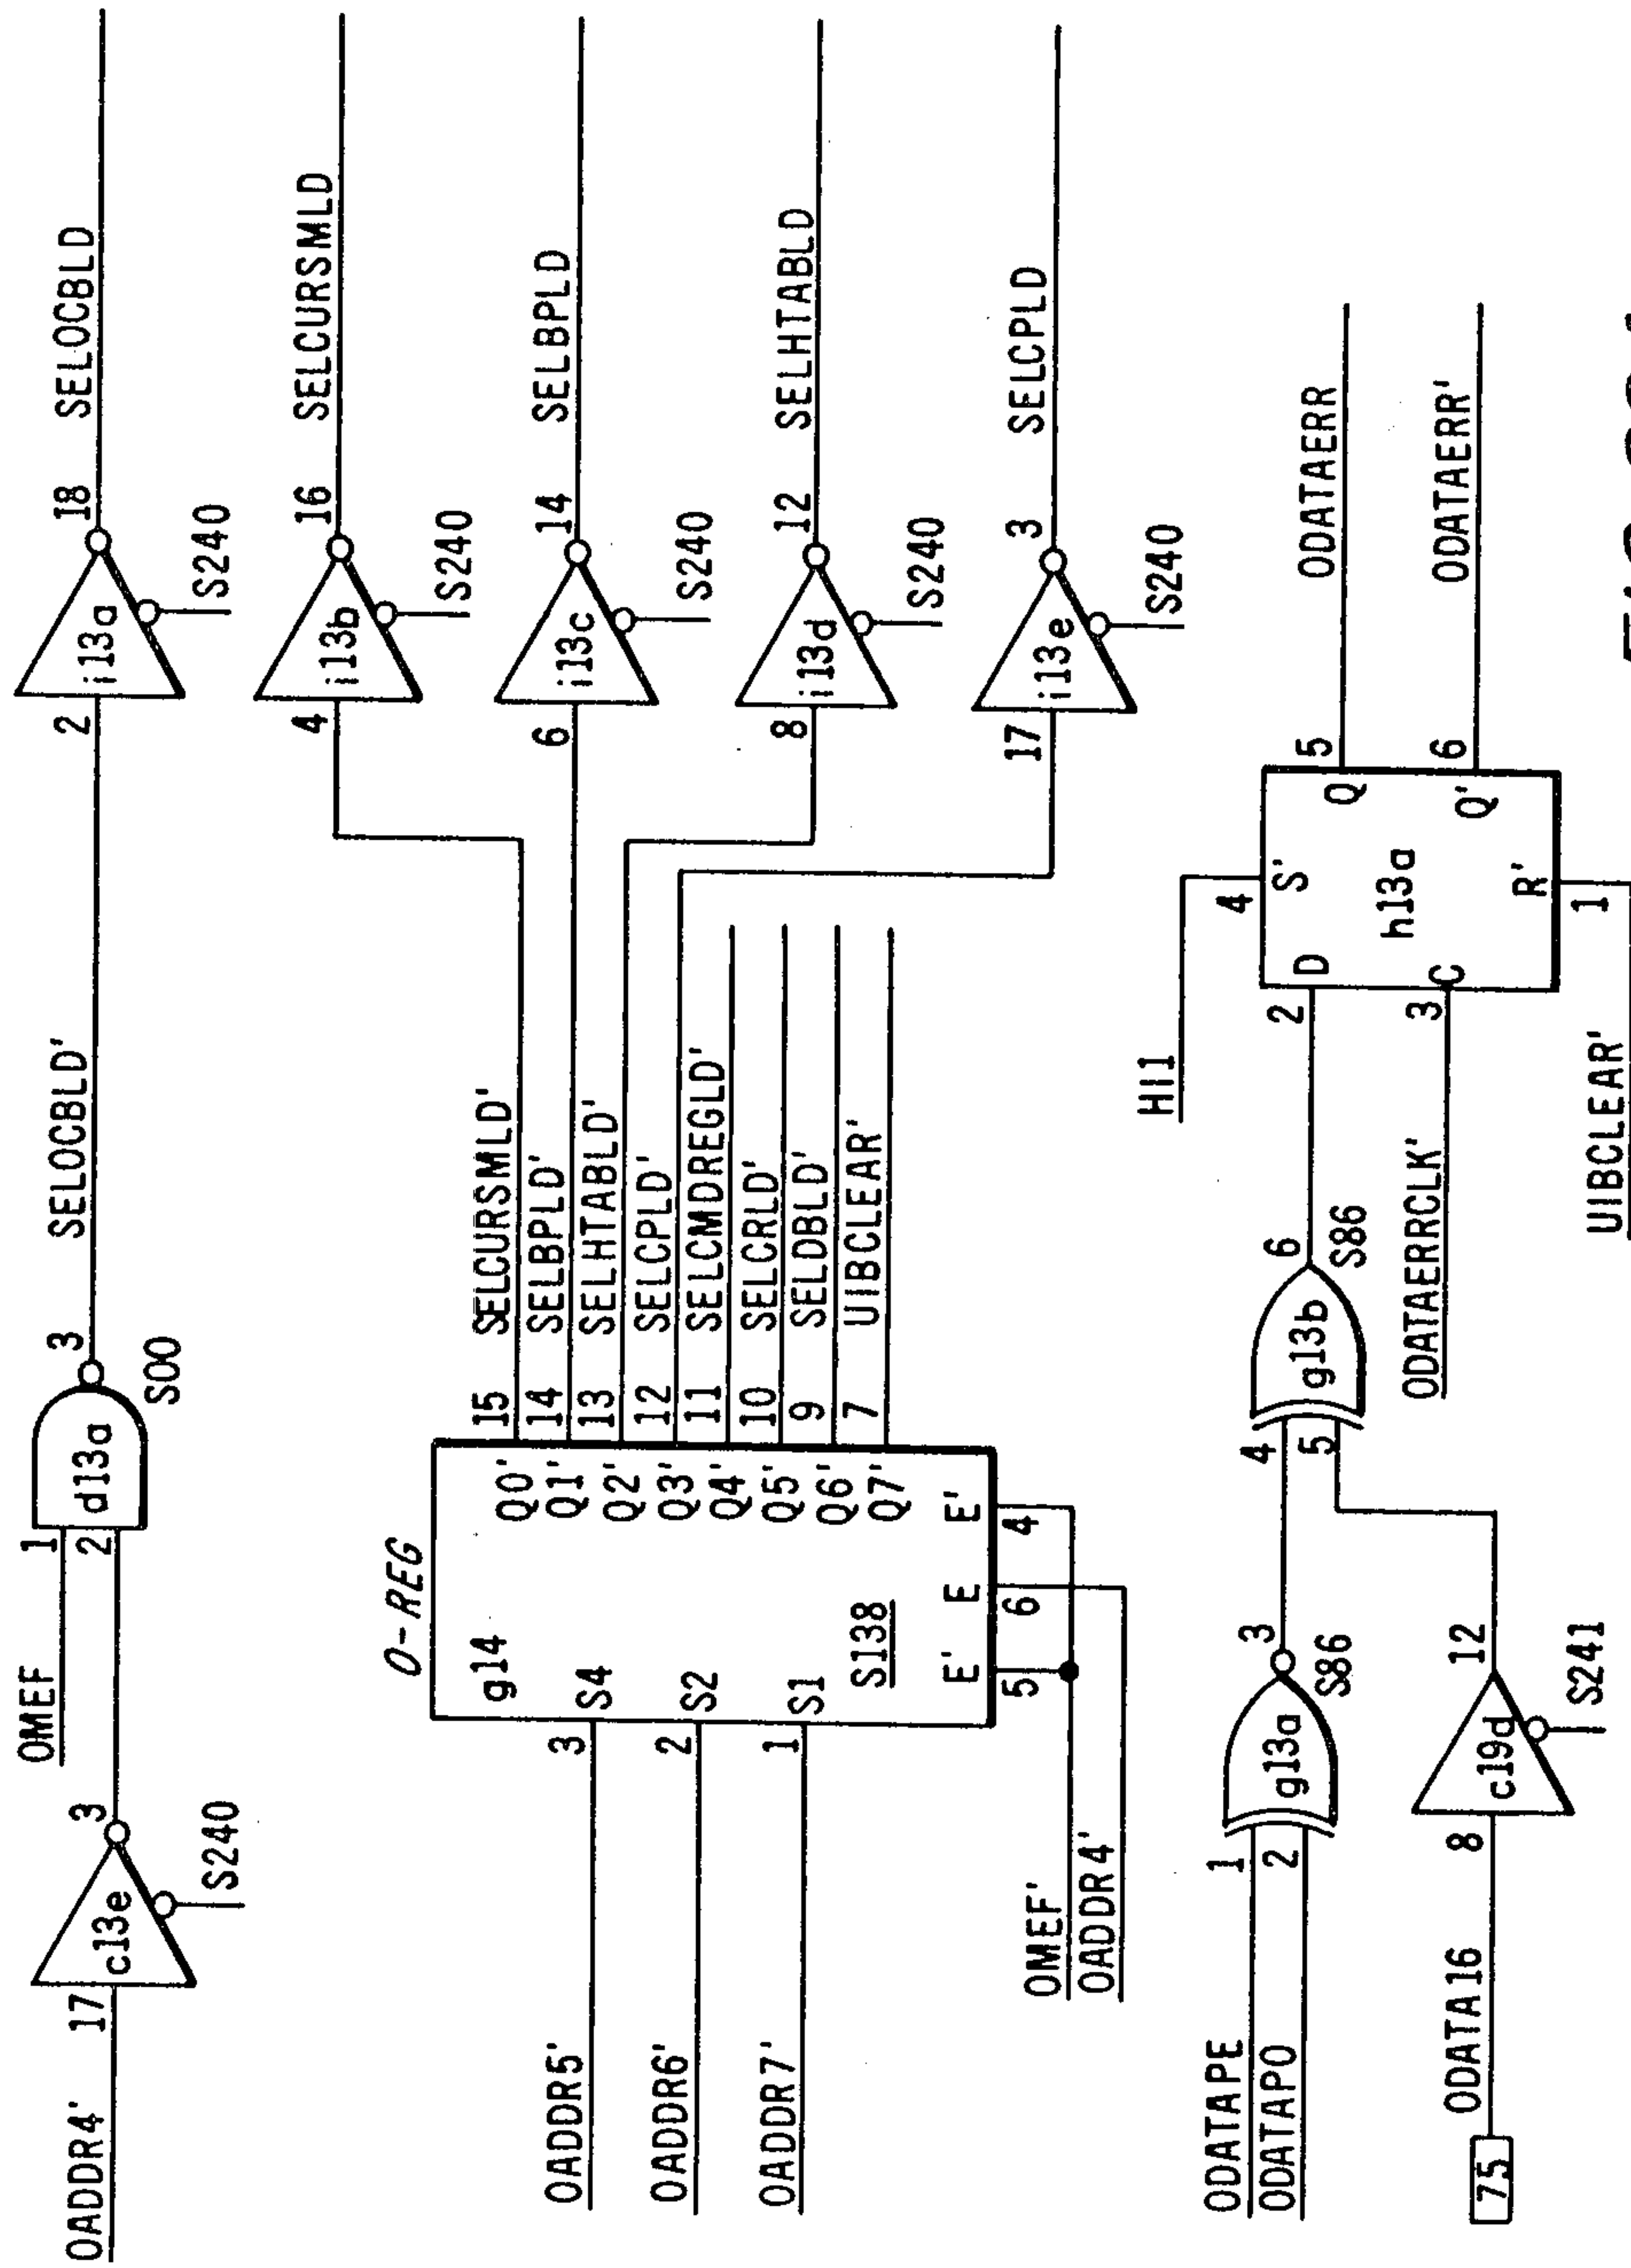 OADDR4' 17 c13e 3 S240
OMEF 1 2 d13a 3 S00
SELOCBLD' 2 i13a 18 SELOCBLD S240
4 i13b 16 SELCURSMLD S240
6 i13c 14 SELBPLD S240
8 i13d 12 SELHTABLD S240
17 i13e 3 SELCPLD S240
O-REG
g14
S138
OADDR5' 3 S4
OADDR6' 2 S2
OADDR7' 1 S1
Q0' 15 SELCURSMLD'
Q1' 14 SELBPLD'
Q2' 13 SELHTABLD'
Q3' 12 SELCPLD'
Q4' 11 SELCMDREGLD'
Q5' 10 SELCRLD'
Q6' 9 SELDBLD'
Q7' 7 UIBCLEAR'
E' E E'
5 6 4
OMEF'
OADDR4'
ODATAPE 1
ODATAPO 2
g13a 3 S86
75 ODATA16 8 c19d 12 S241
4 5 g13b 6 S86
HI1 4 S'
2 D
ODATAERRCLK' 3 C
h13a
UIBCLEAR' 1 R'
Q 5 ODATAERR
Q' 6 ODATAERR'